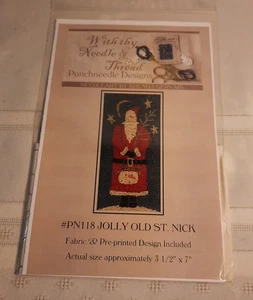 With thy
Needle &
Thread
Punchneedle Designs
#PN118 JOLLY OLD ST. NICK
Fabric & Pre-printed Design Included
Actual size approximately 3 1/2" x 7"